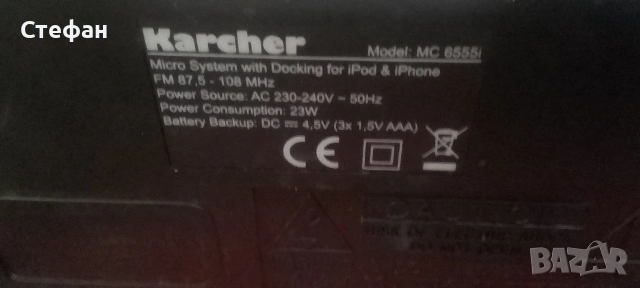 Стефан
Karcher
Model: MC 6555i
Micro System with Docking for iPod & iPhone
FM 87,5 - 108 MHz
Power Source: AC 230-240V ~ 50Hz
Power Consumption: 23W
Battery Backup: DC ⎓ 4,5V (3x 1,5V AAA)
CE
BAZAR